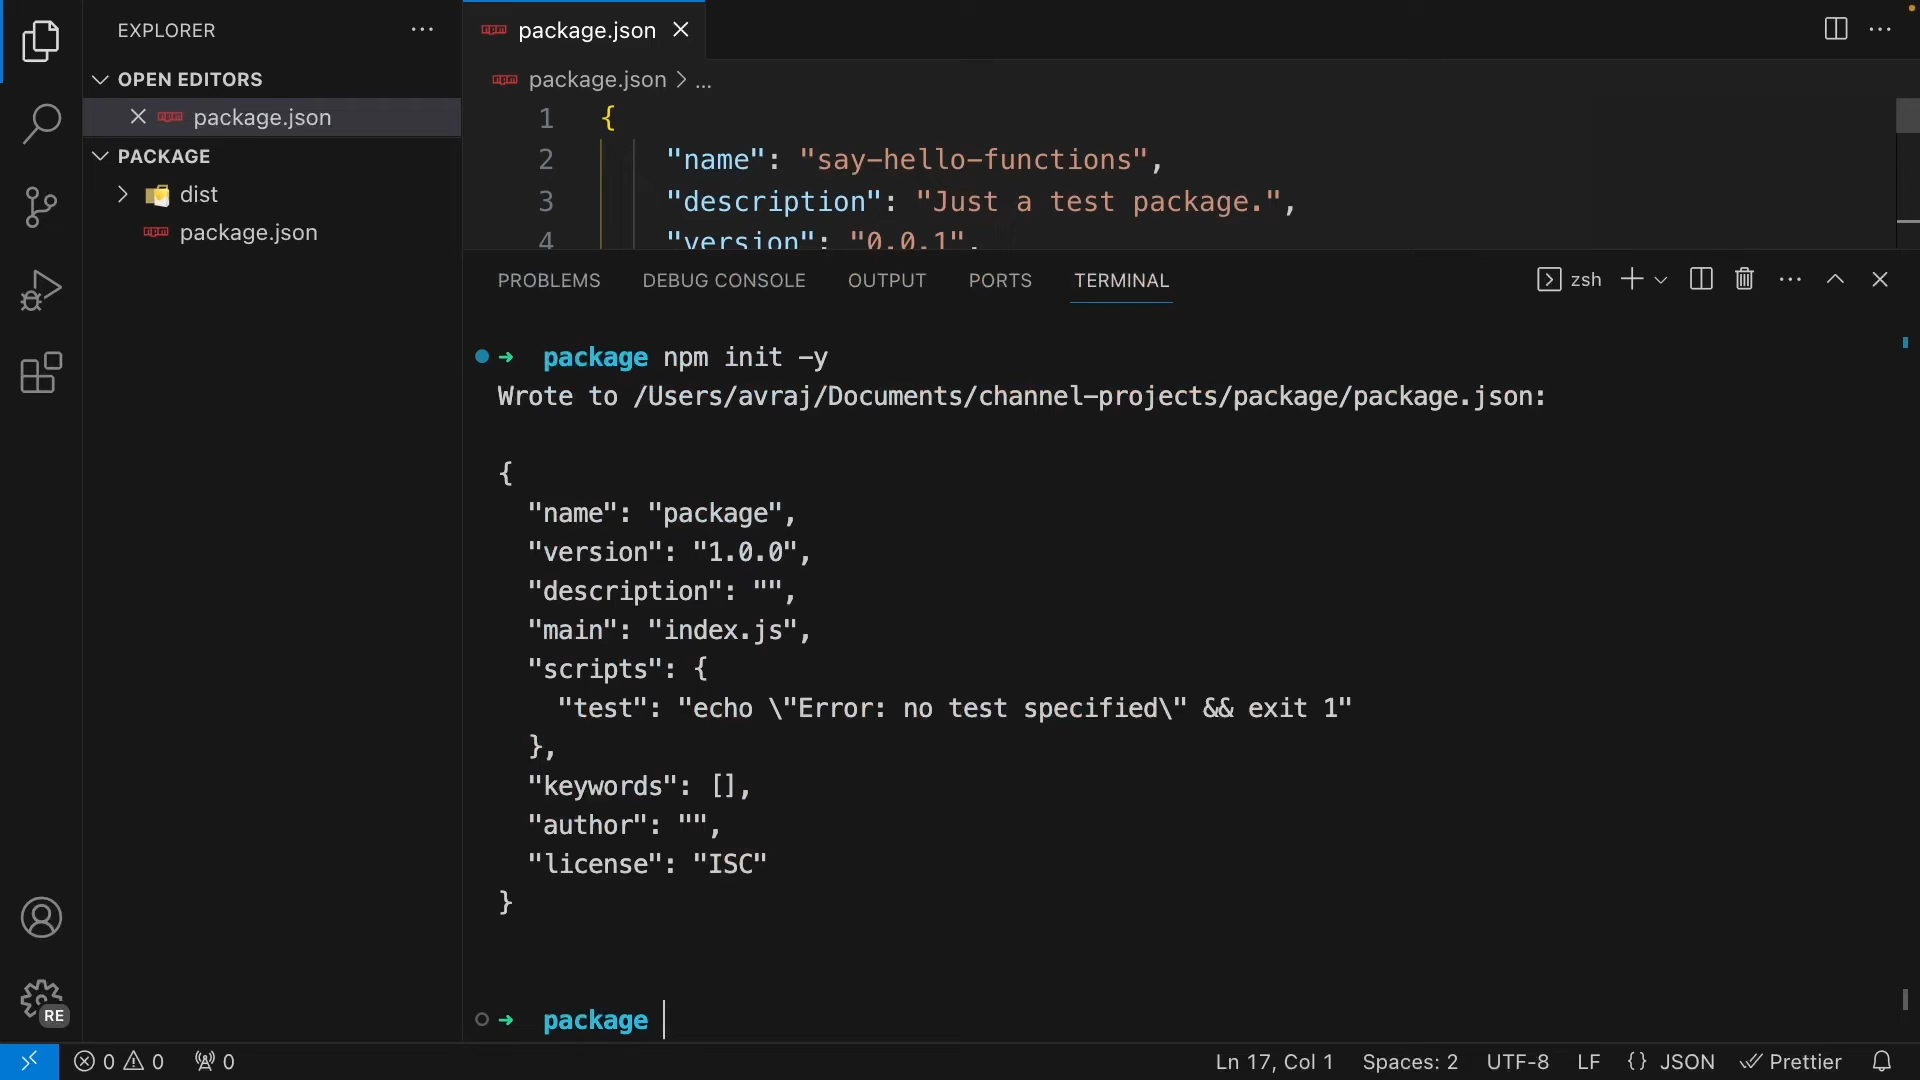 EXPLORER
OPEN EDITORS
package.json
PACKAGE
dist
package.json
package.json
package.json > ...
1 {
2 "name": "say-hello-functions",
3 "description": "Just a test package.",
4 "version": "0.0.1",
PROBLEMS DEBUG CONSOLE OUTPUT PORTS TERMINAL zsh
➜ package npm init -y
Wrote to /Users/avraj/Documents/channel-projects/package/package.json:
{
"name": "package",
"version": "1.0.0",
"description": "",
"main": "index.js",
"scripts": {
"test": "echo \"Error: no test specified\" && exit 1"
},
"keywords": [],
"author": "",
"license": "ISC"
}
➜ package
RE
0 0 0 Ln 17, Col 1 Spaces: 2 UTF-8 LF {} JSON Prettier